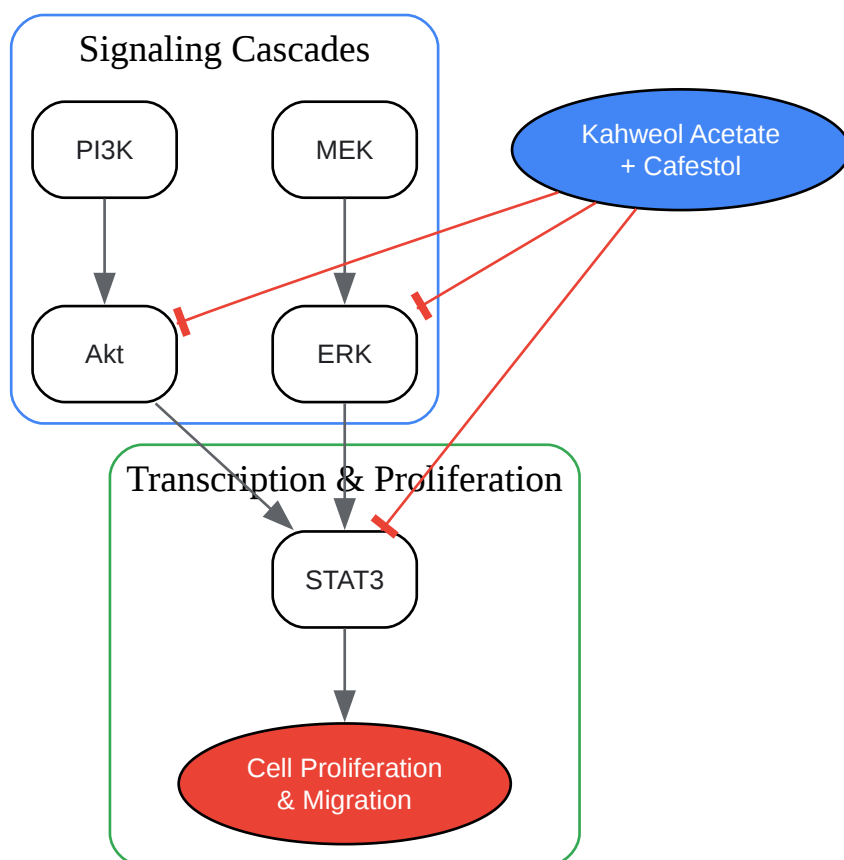 Signaling Cascades
PI3K
MEK
Kahweol Acetate
+ Cafestol
Akt
ERK
Transcription & Proliferation
STAT3
Cell Proliferation
& Migration